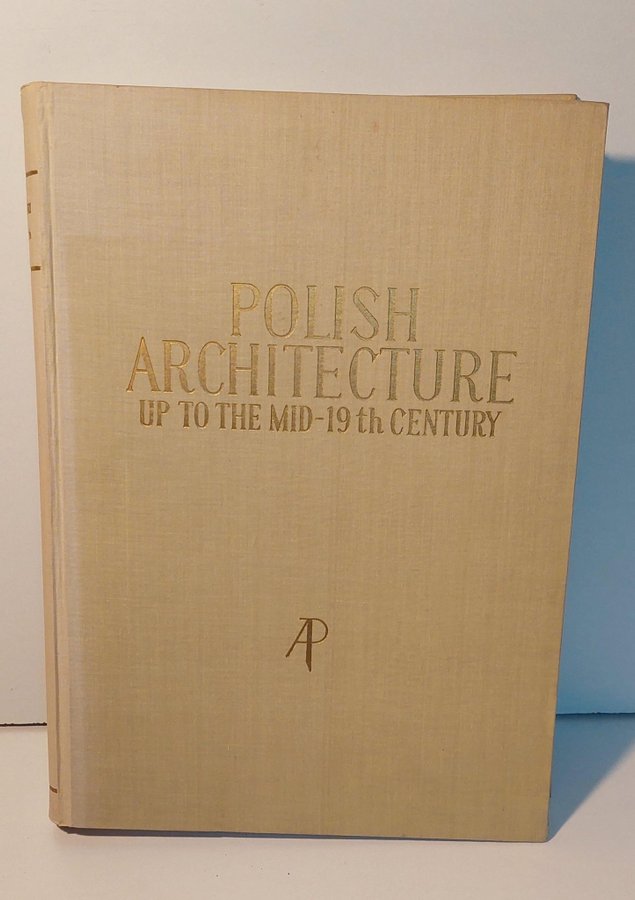 POLISH
ARCHITECTURE
UP TO THE MID-19 th CENTURY
AP